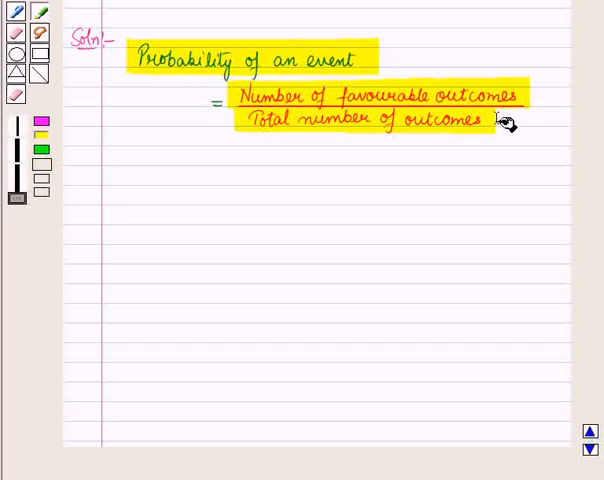 Soln:-
Probability of an event
= Number of favourable outcomes
Total number of outcomes